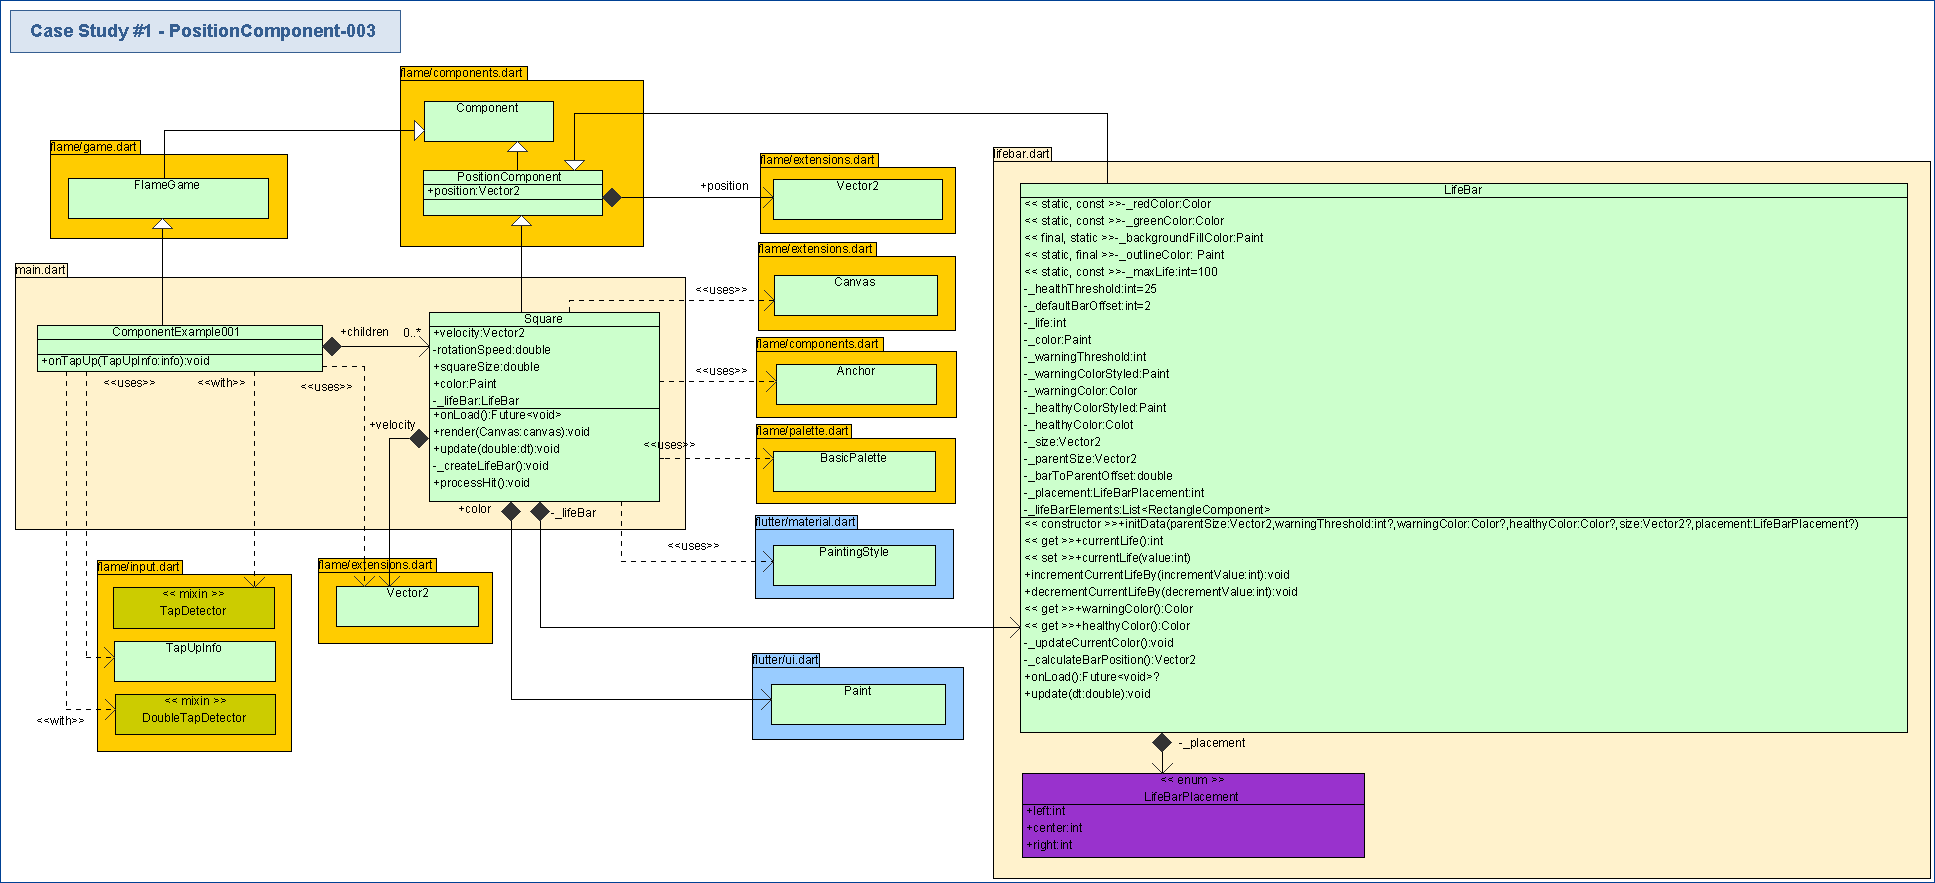 Case Study #1 - PositionComponent-003
flame/components.dart
Component
PositionComponent
+position:Vector2
flame/game.dart
FlameGame
+position
flame/extensions.dart
Vector2
flame/extensions.dart
Canvas
<<uses>>
flame/components.dart
Anchor
<<uses>>
flame/palette.dart
BasicPalette
<<uses>>
flutter/material.dart
PaintingStyle
<<uses>>
flutter/ui.dart
Paint
main.dart
ComponentExample001
+onTapUp(TapUpInfo:info):void
+children
0..*
<<uses>>
<<with>>
<<uses>>
Square
+velocity:Vector2
-rotationSpeed:double
+squareSize:double
+color:Paint
-_lifeBar:LifeBar
+onLoad():Future<void>
+render(Canvas:canvas):void
+update(double:dt):void
-_createLifeBar():void
+processHit():void
+velocity
+color
-_lifeBar
flame/input.dart
<< mixin >>
TapDetector
TapUpInfo
<< mixin >>
DoubleTapDetector
<<with>>
flame/extensions.dart
Vector2
lifebar.dart
LifeBar
<< static, const >>-_redColor:Color
<< static, const >>-_greenColor:Color
<< final, static >>-_backgroundFillColor:Paint
<< static, final >>-_outlineColor: Paint
<< static, const >>-_maxLife:int=100
-_healthThreshold:int=25
-_defaultBarOffset:int=2
-_life:int
-_color:Paint
-_warningThreshold:int
-_warningColorStyled:Paint
-_warningColor:Color
-_healthyColorStyled:Paint
-_healthyColor:Colot
-_size:Vector2
-_parentSize:Vector2
-_barToParentOffset:double
-_placement:LifeBarPlacement:int
-_lifeBarElements:List<RectangleComponent>
<< constructor >>+initData(parentSize:Vector2,warningThreshold:int?,warningColor:Color?,healthyColor:Color?,size:Vector2?,placement:LifeBarPlacement?)
<< get >>+currentLife():int
<< set >>+currentLife(value:int)
+incrementCurrentLifeBy(incrementValue:int):void
+decrementCurrentLifeBy(decrementValue:int):void
<< get >>+warningColor():Color
<< get >>+healthyColor():Color
-_updateCurrentColor():void
-_calculateBarPosition():Vector2
+onLoad():Future<void>?
+update(dt:double):void
-_placement
<< enum >>
LifeBarPlacement
+left:int
+center:int
+right:int